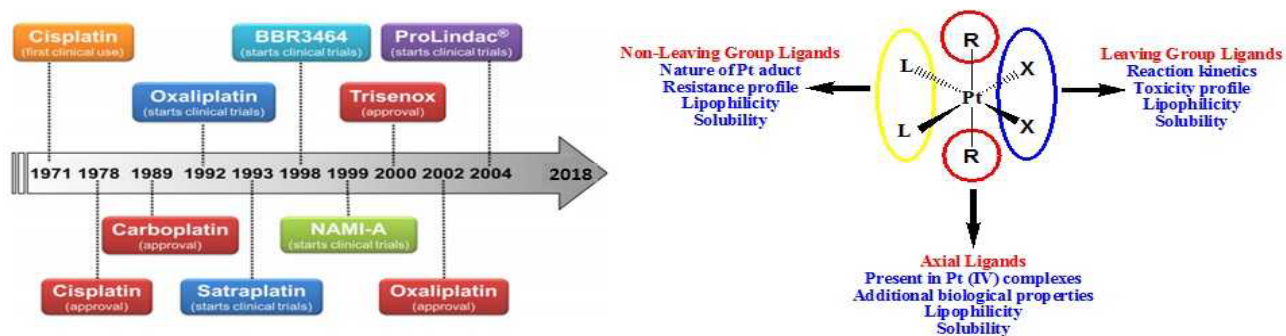 Cisplatin
(first clinical use)
BBR3464
(starts clinical trials)
ProLindac®
(starts clinical trials)
Oxaliplatin
(starts clinical trials)
Trisenox
(approval)
1971 1978 1989 1992 1993 1998 1999 2000 2002 2004 2018
Carboplatin
(approval)
NAMI-A
(starts clinical trials)
Cisplatin
(approval)
Satraplatin
(starts clinical trials)
Oxaliplatin
(approval)
Non-Leaving Group Ligands
Nature of Pt aduct
Resistance profile
Lipophilicity
Solubility
R
L X
Pt
L X
R
Leaving Group Ligands
Reaction kinetics
Toxicity profile
Lipophilicity
Solubility
Axial Ligands
Present in Pt (IV) complexes
Additional biological properties
Lipophilicity
Solubility